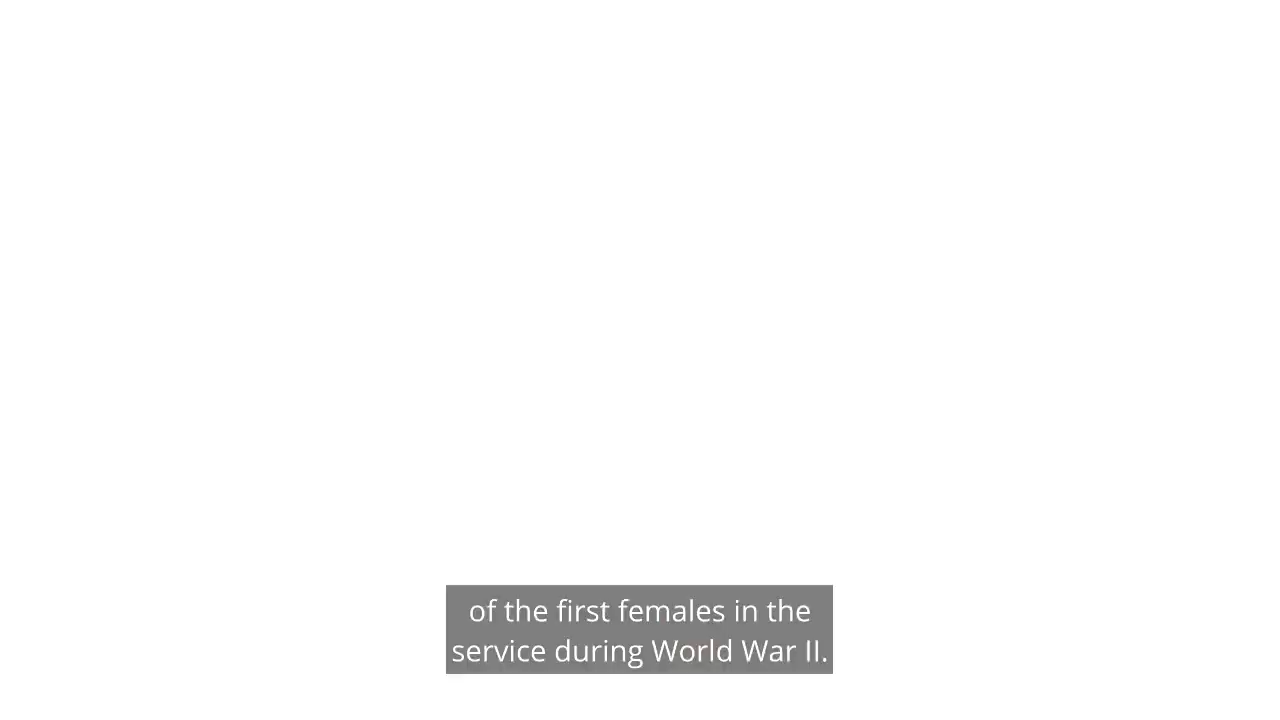 of the first females in the
service during World War II.